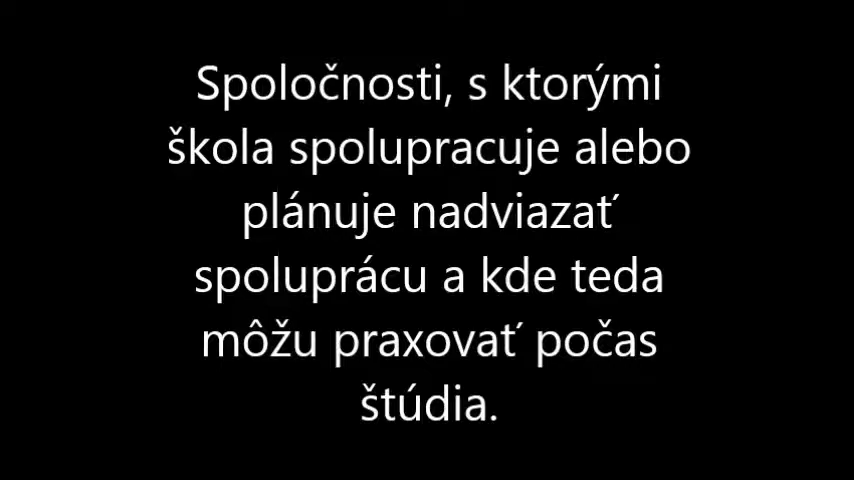 Spoločnosti, s ktorými
škola spolupracuje alebo
plánuje nadviazať
spoluprácu a kde teda
môžu praxovať počas
štúdia.